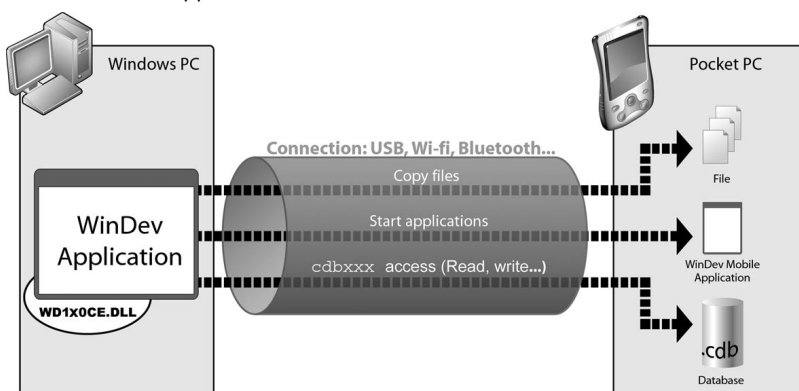 Windows PC
Pocket PC
Connection: USB, Wi-fi, Bluetooth...
Copy files
File
WinDev
Application
Start applications
WinDev Mobile
Application
cdbxxx access (Read, write...)
WD1X0CE.DLL
.cdb
Database